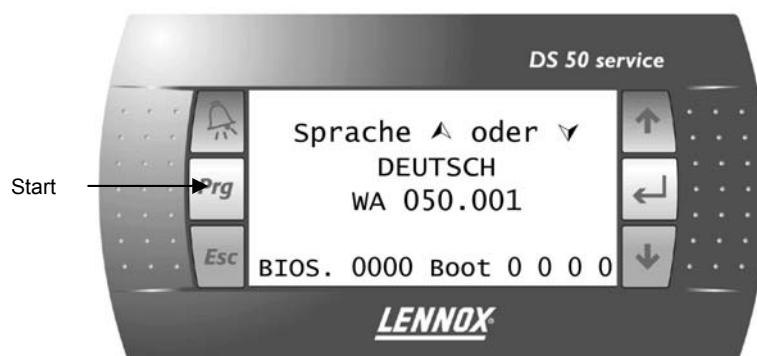 DS 50 service
Sprache ⮝ oder ⮟
DEUTSCH
Start
Prg
WA 050.001
Esc
BIOS. 0000 Boot 0 0 0 0
LENNOX